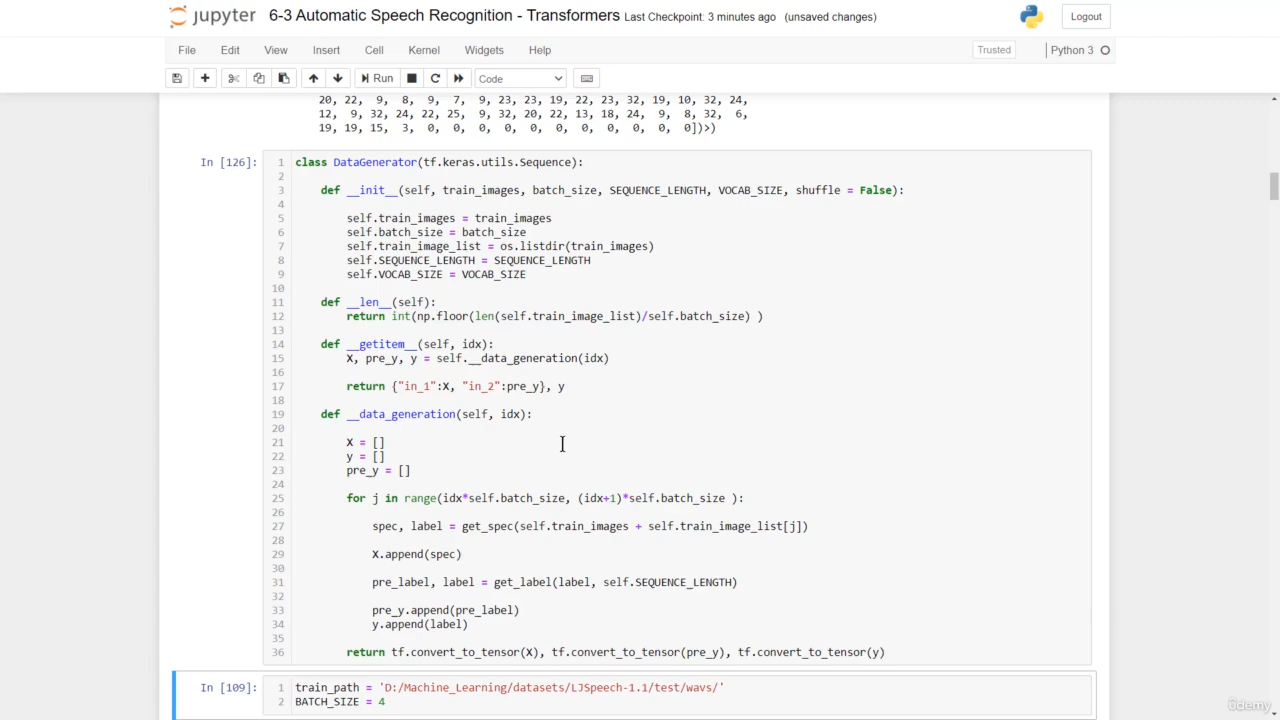 jupyter 6-3 Automatic Speech Recognition - Transformers Last Checkpoint: 3 minutes ago (unsaved changes) Logout
File Edit View Insert Cell Kernel Widgets Help Trusted Python 3
Run Code
20, 22, 9, 8, 9, 7, 9, 23, 23, 19, 22, 23, 32, 19, 10, 32, 24,
12, 9, 32, 24, 22, 25, 9, 32, 20, 22, 13, 18, 24, 9, 8, 32, 6,
19, 19, 15, 3, 0, 0, 0, 0, 0, 0, 0, 0, 0, 0, 0])>)
In [126]: 1 class DataGenerator(tf.keras.utils.Sequence):
2
3 def __init__(self, train_images, batch_size, SEQUENCE_LENGTH, VOCAB_SIZE, shuffle = False):
4
5 self.train_images = train_images
6 self.batch_size = batch_size
7 self.train_image_list = os.listdir(train_images)
8 self.SEQUENCE_LENGTH = SEQUENCE_LENGTH
9 self.VOCAB_SIZE = VOCAB_SIZE
10
11 def __len__(self):
12 return int(np.floor(len(self.train_image_list)/self.batch_size) )
13
14 def __getitem__(self, idx):
15 X, pre_y, y = self.__data_generation(idx)
16
17 return {"in_1":X, "in_2":pre_y}, y
18
19 def __data_generation(self, idx):
20
21 X = []
22 y = []
23 pre_y = []
24
25 for j in range(idx*self.batch_size, (idx+1)*self.batch_size ):
26
27 spec, label = get_spec(self.train_images + self.train_image_list[j])
28
29 X.append(spec)
30
31 pre_label, label = get_label(label, self.SEQUENCE_LENGTH)
32
33 pre_y.append(pre_label)
34 y.append(label)
35
36 return tf.convert_to_tensor(X), tf.convert_to_tensor(pre_y), tf.convert_to_tensor(y)
In [109]: 1 train_path = 'D:/Machine_Learning/datasets/LJSpeech-1.1/test/wavs/'
2 BATCH_SIZE = 4
ûdemy